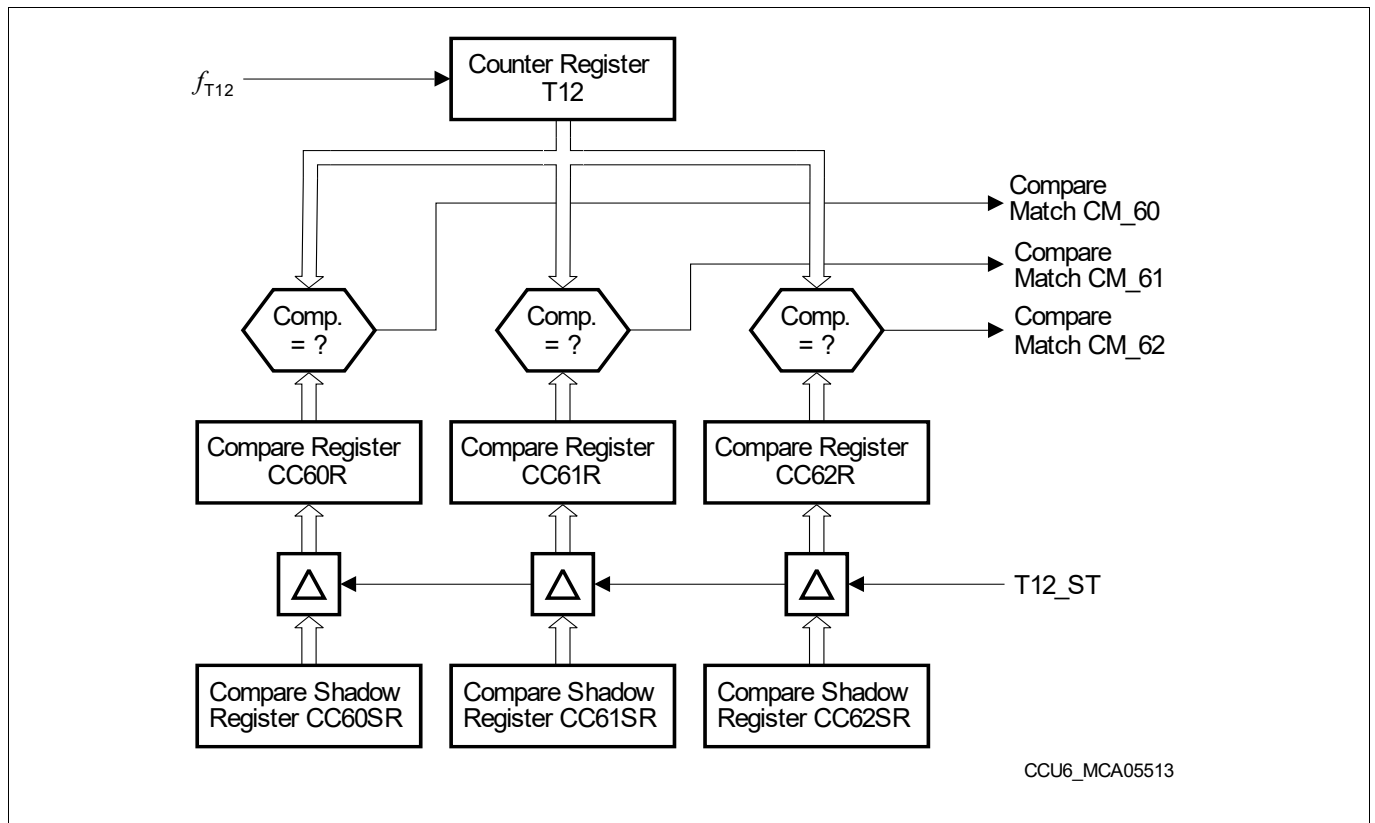 Counter Register
T12
fT12
Compare
Match CM_60
Compare
Match CM_61
Compare
Match CM_62
Comp.
= ?
Comp.
= ?
Comp.
= ?
Compare Register
CC60R
Compare Register
CC61R
Compare Register
CC62R
T12_ST
Compare Shadow
Register CC60SR
Compare Shadow
Register CC61SR
Compare Shadow
Register CC62SR
CCU6_MCA05513